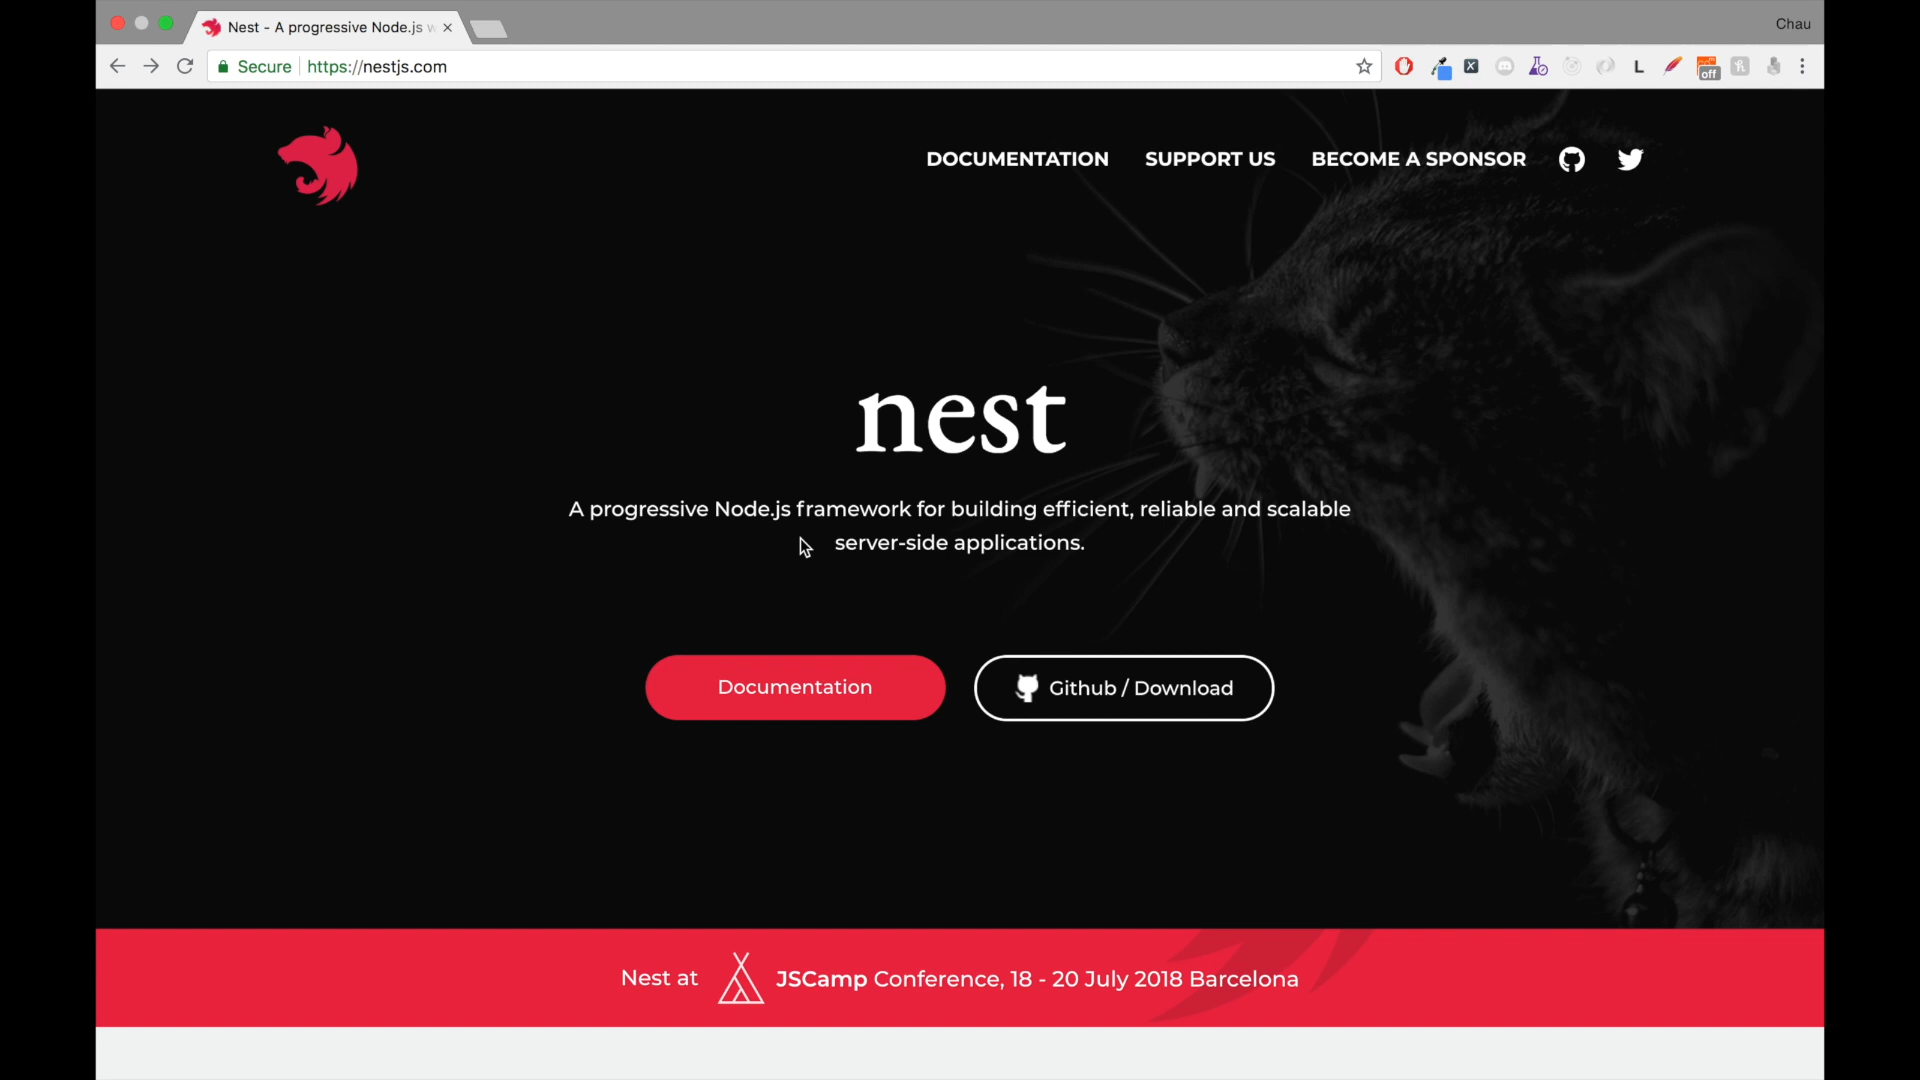 Nest - A progressive Node.js w
Chau
Secure
https://nestjs.com
L
off
DOCUMENTATION
SUPPORT US
BECOME A SPONSOR
nest
A progressive Node.js framework for building efficient, reliable and scalable
server-side applications.
Documentation
Github / Download
Nest at
JSCamp Conference, 18 - 20 July 2018 Barcelona